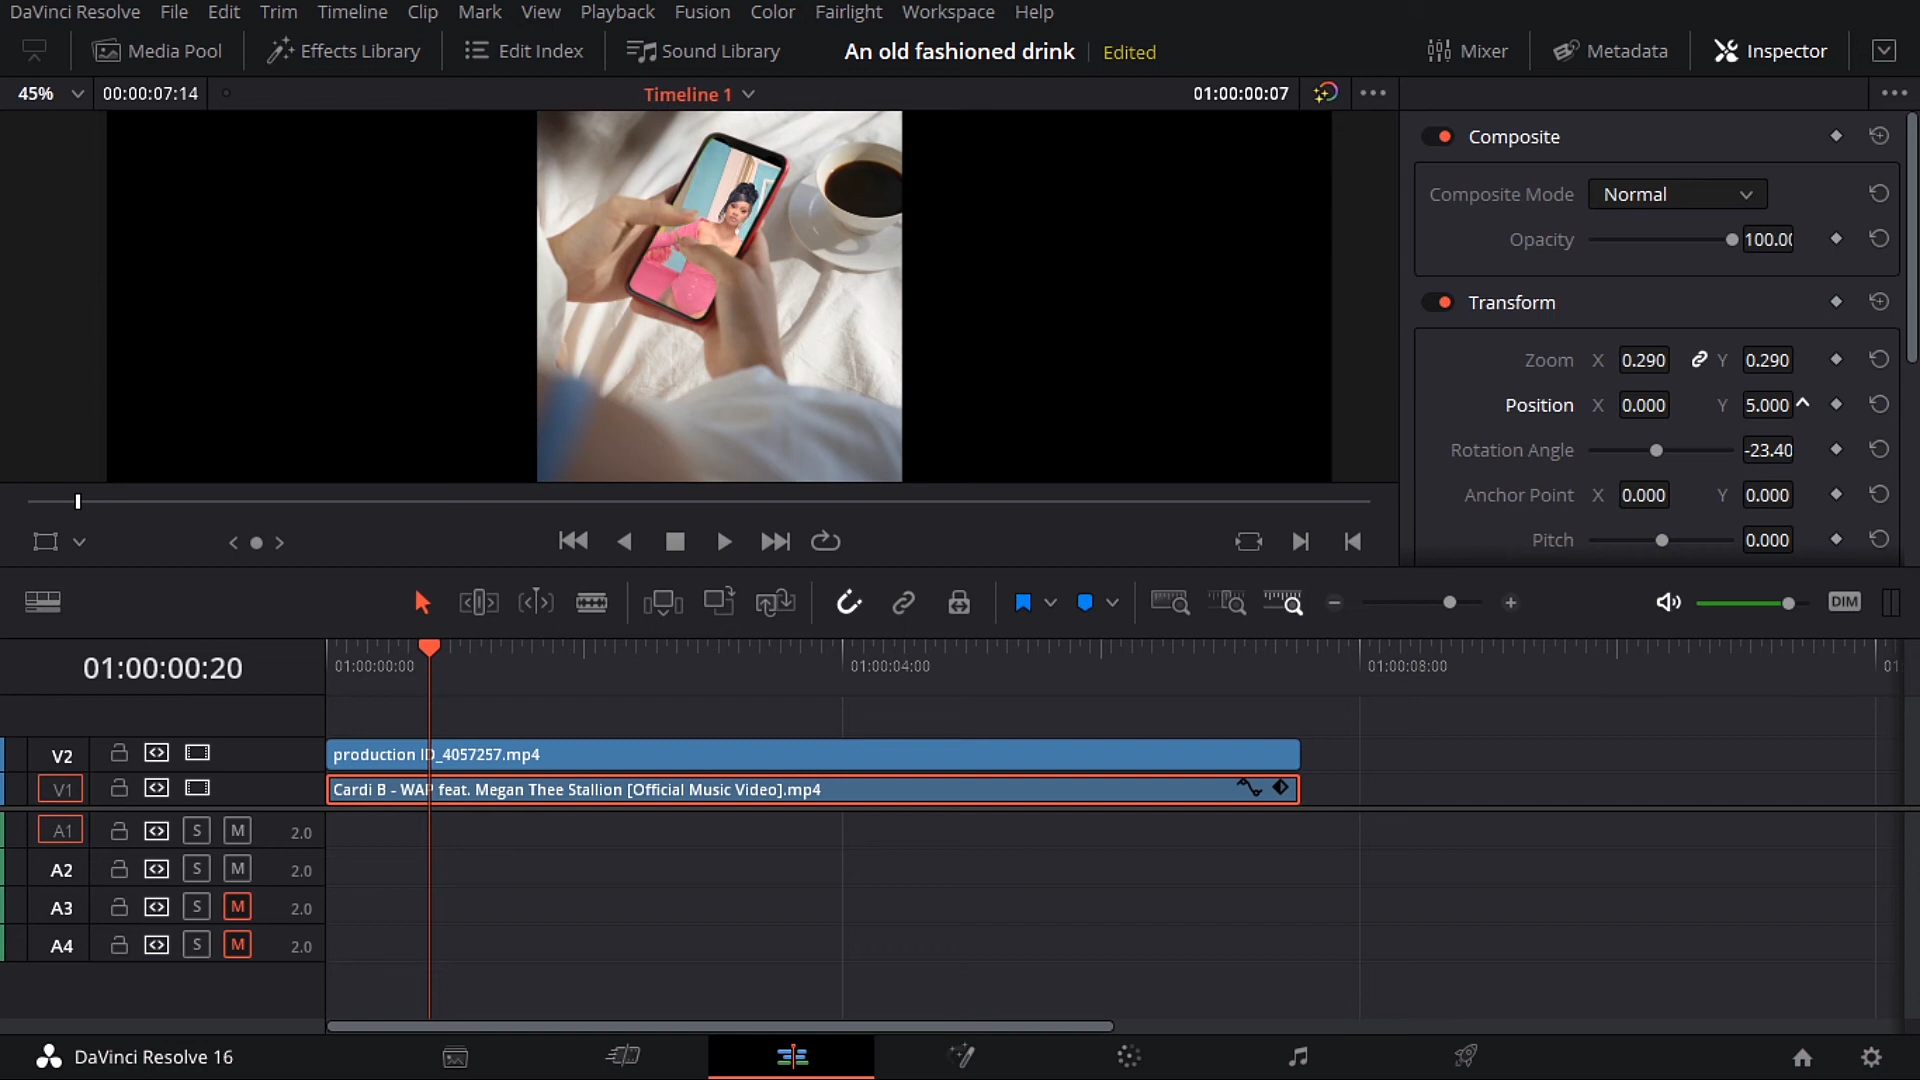 DaVinci Resolve File Edit Trim Timeline Clip Mark View Playback Fusion Color Fairlight Workspace Help
Media Pool Effects Library Edit Index Sound Library An old fashioned drink Edited Mixer Metadata Inspector
45% 00:00:07:14 Timeline 1 01:00:00:07
Composite
Composite Mode Normal
Opacity 100.00
Transform
Zoom X 0.290 Y 0.290
Position X 0.000 Y 5.000
Rotation Angle -23.40
Anchor Point X 0.000 Y 0.000
Pitch 0.000
DIM
01:00:00:20 01:00:00:00 01:00:04:00 01:00:08:00 01
V2 production ID_4057257.mp4
V1 Cardi B - WAP feat. Megan Thee Stallion [Official Music Video].mp4
A1 S M 2.0
A2 S M 2.0
A3 S M 2.0
A4 S M 2.0
DaVinci Resolve 16